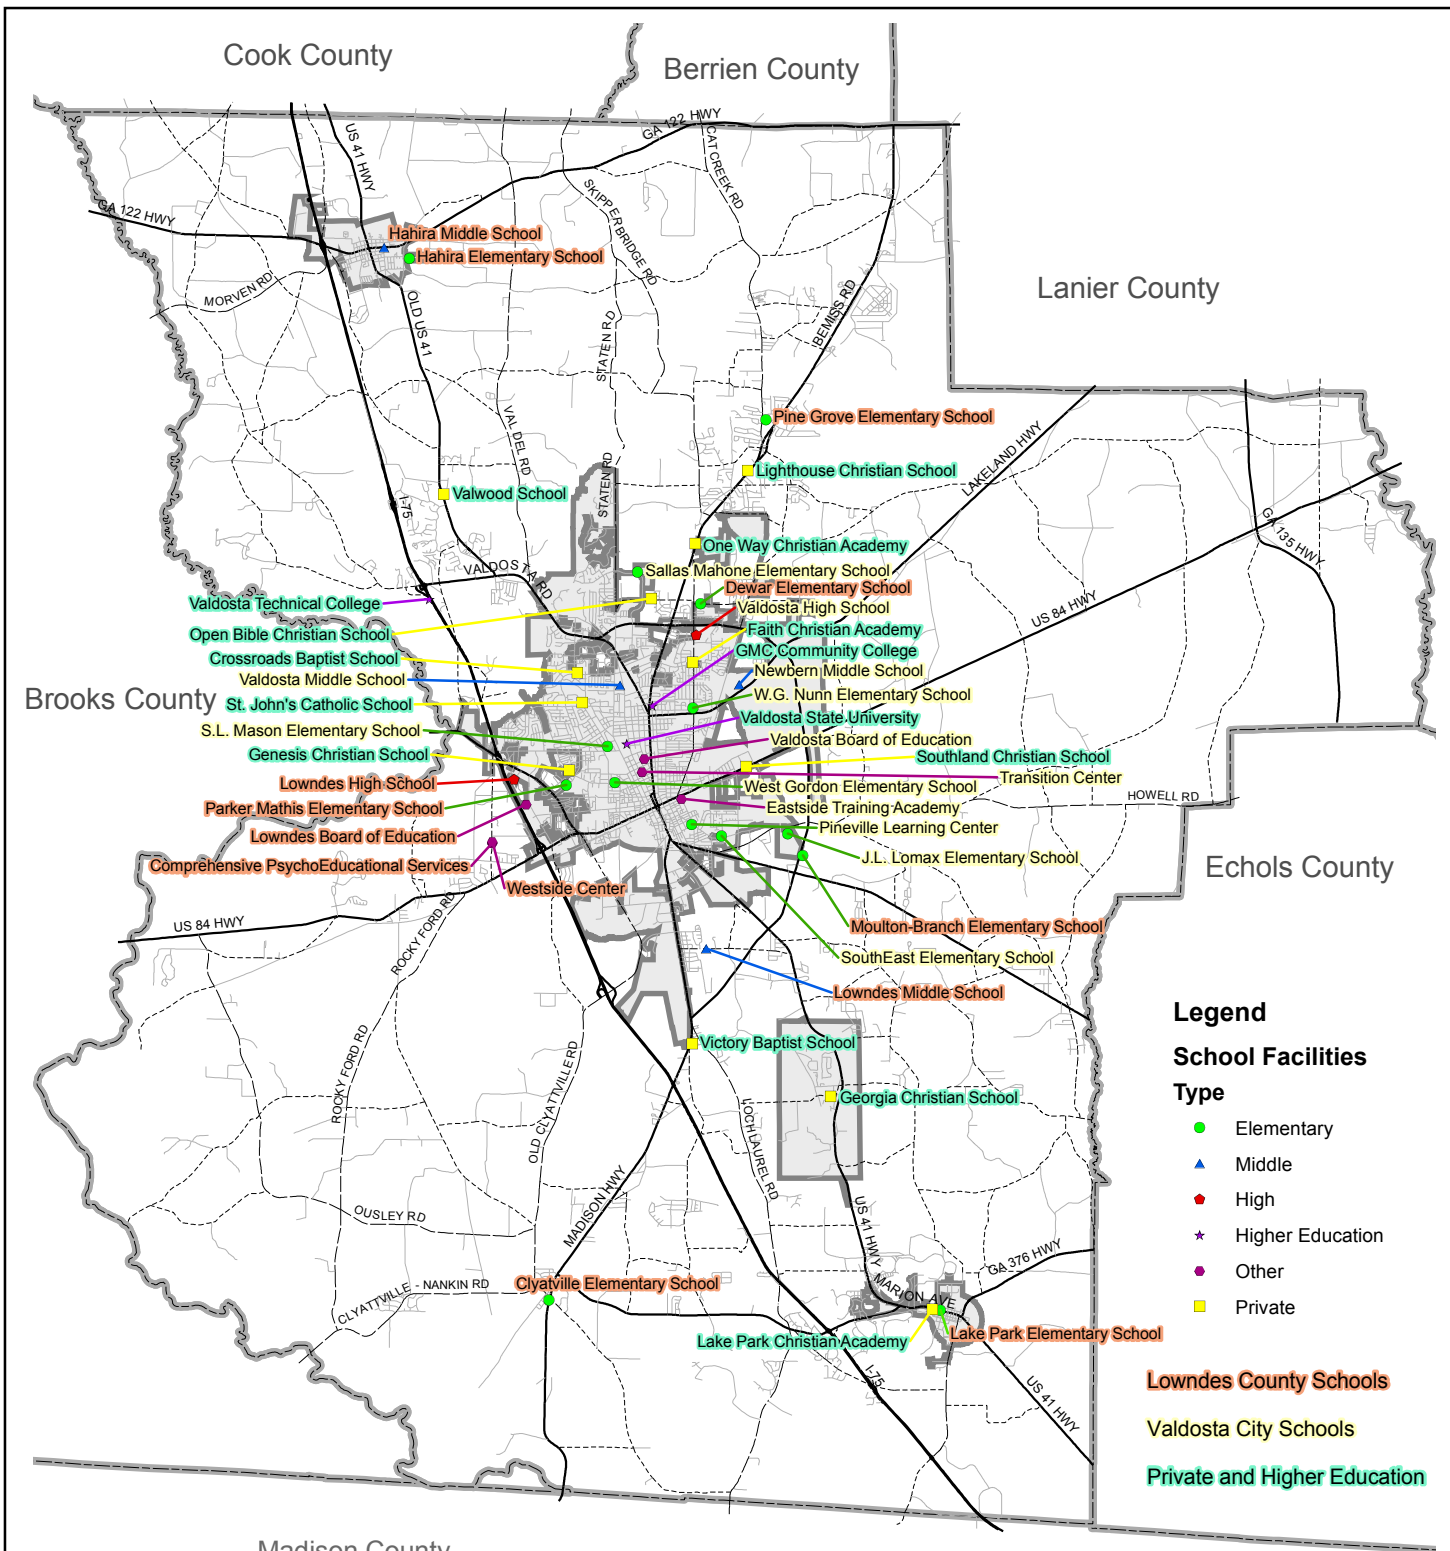 Cook County
Berrien County
GA 122 HWY
US 41 HWY
CATCREEK RD
SKIPPERBRIDGE RD
GA 122 HWY
Hahira Middle School
Hahira Elementary School
MORVEN RD
OLD US 41
Lanier County
BEMISS RD
STATEN RD
VAL DEL RD
Pine Grove Elementary School
LAKELAND HWY
Lighthouse Christian School
STATEN RD
I-75
Valwood School
GA 135 HWY
One Way Christian Academy
VALDOSTA RD
Sallas Mahone Elementary School
Dewar Elementary School
US 84 HWY
Valdosta Technical College
Valdosta High School
Open Bible Christian School
Faith Christian Academy
GMC Community College
Crossroads Baptist School
Newbern Middle School
Valdosta Middle School
Brooks County
W.G. Nunn Elementary School
St. John's Catholic School
Valdosta State University
S.L. Mason Elementary School
Valdosta Board of Education
Genesis Christian School
Southland Christian School
Transition Center
Lowndes High School
West Gordon Elementary School
HOWELL RD
Parker Mathis Elementary School
Eastside Training Academy
Pineville Learning Center
Lowndes Board of Education
J.L. Lomax Elementary School
Comprehensive PsychoEducational Services
Echols County
Westside Center
US 84 HWY
ROCKY FORD RD
Moulton-Branch Elementary School
SouthEast Elementary School
Lowndes Middle School
Legend
Victory Baptist School
School Facilities
ROCKY FORD RD
OLD CLYATTVILLE RD
Type
Georgia Christian School
LOCHLAUREL RD
Elementary
Middle
High
OUSLEY RD
MADISON HWY
US 41 HWY
Higher Education
GA 376 HWY
Other
CLYATTVILLE - NANKIN RD
Clyatville Elementary School
MARION AVE
Private
Lake Park Elementary School
Lake Park Christian Academy
I-75
US 41 HWY
Lowndes County Schools
Valdosta City Schools
Private and Higher Education
Madison County